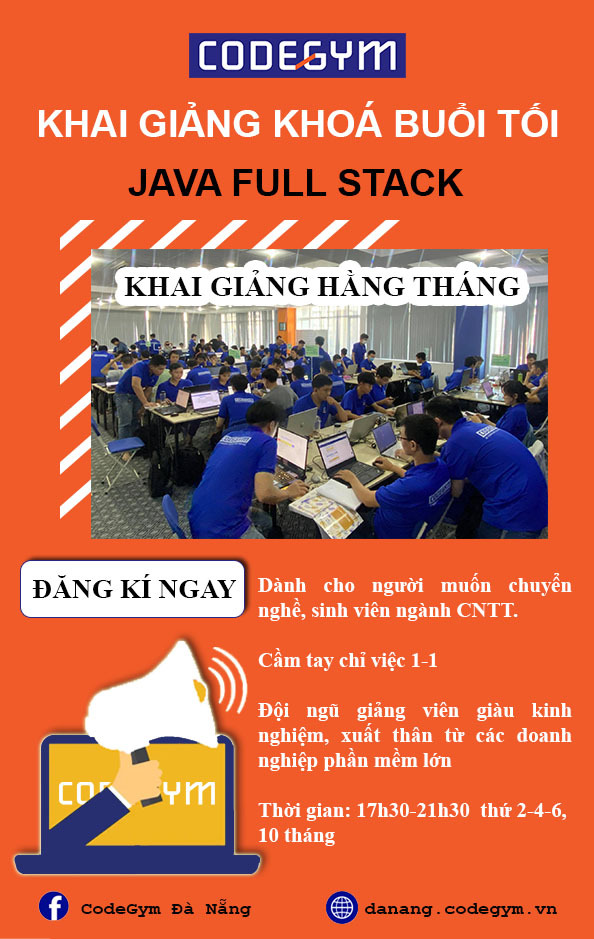 CODEGYM
KHAI GIẢNG KHOÁ BUỔI TỐI
JAVA FULL STACK
KHAI GIẢNG HẰNG THÁNG
ĐĂNG KÍ NGAY
Dành cho người muốn chuyển
nghề, sinh viên ngành CNTT.
Cầm tay chỉ việc 1-1
Đội ngũ giảng viên giàu kinh
nghiệm, xuất thân từ các doanh
nghiệp phần mềm lớn
Thời gian: 17h30-21h30 thứ 2-4-6,
10 tháng
CodeGym Đà Nẵng
danang.codegym.vn